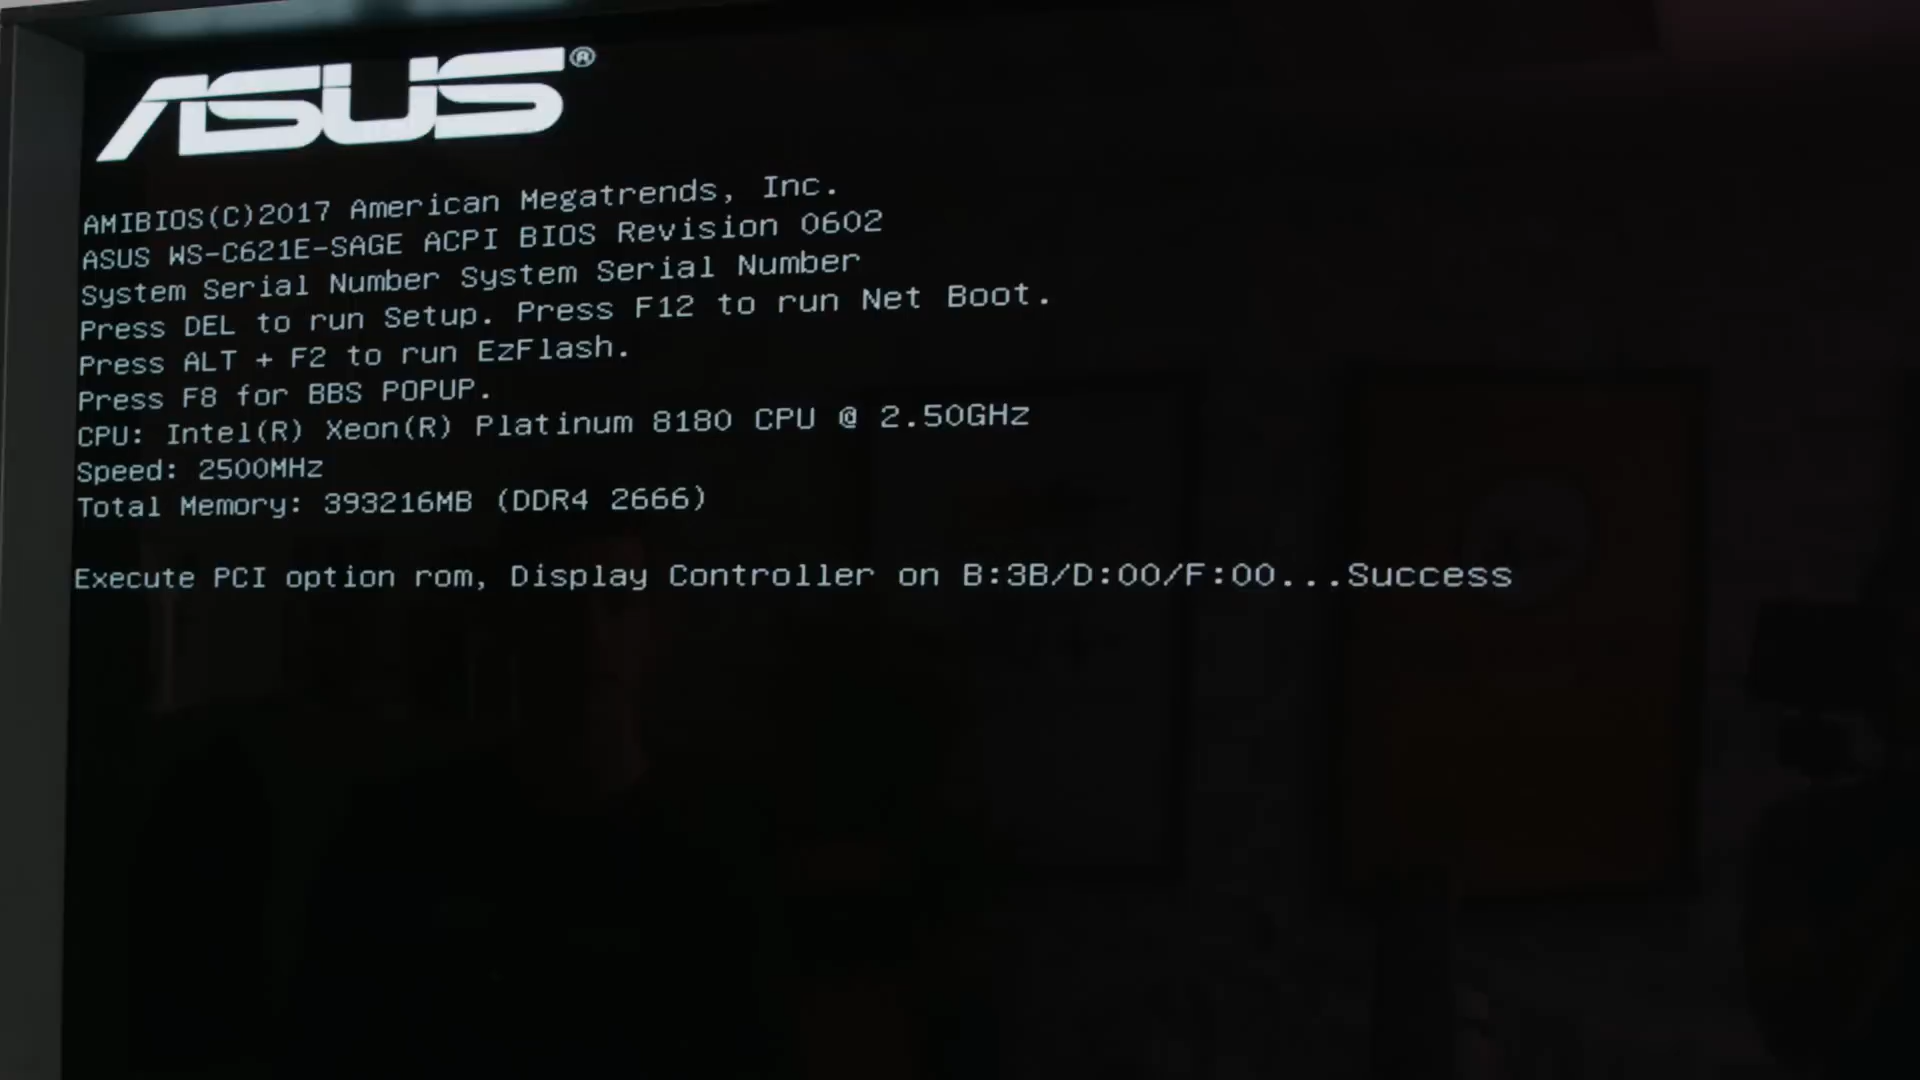 ASUS®
AMIBIOS(C)2017 American Megatrends, Inc.
ASUS WS-C621E-SAGE ACPI BIOS Revision 0602
System Serial Number System Serial Number
Press DEL to run Setup. Press F12 to run Net Boot.
Press ALT + F2 to run EzFlash.
Press F8 for BBS POPUP.
CPU: Intel(R) Xeon(R) Platinum 8180 CPU @ 2.50GHz
Speed: 2500MHz
Total Memory: 393216MB (DDR4 2666)
Execute PCI option rom, Display Controller on B:3B/D:00/F:00...Success